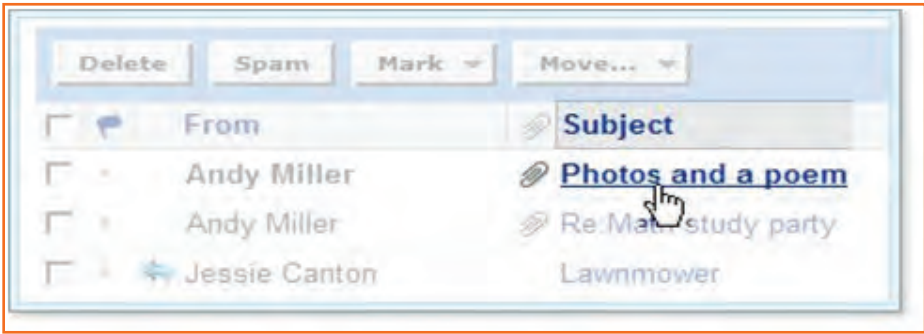 Delete Spam Mark Move...
From Subject
Andy Miller Photos and a poem
Andy Miller Re:Math study party
Jessie Canton Lawnmower